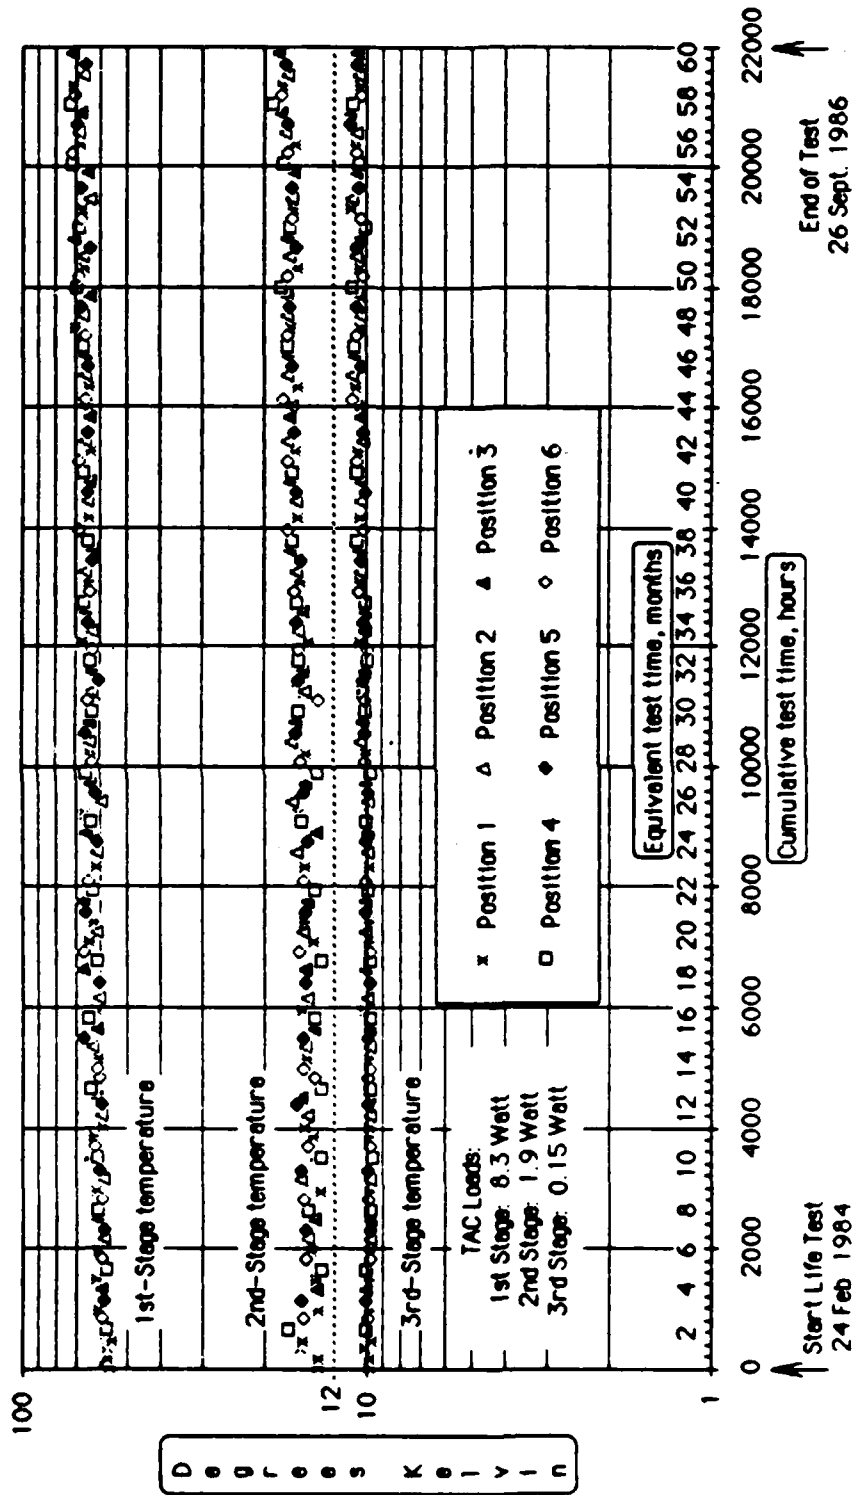 Degrees Kelvin
100
12
10
1
1st-Stage temperature
2nd-Stage temperature
3rd-Stage temperature
TAC Loads:
1st Stage: 8.3 Watt
2nd Stage: 1.9 Watt
3rd Stage: 0.15 Watt
x Position 1 △ Position 2 ▲ Position 3
□ Position 4 ◆ Position 5 ◇ Position 6
Equivalent test time, months
2 4 6 8 10 12 14 16 18 20 22 24 26 28 30 32 34 36 38 40 42 44 46 48 50 52 54 56 58 60
0 2000 4000 6000 8000 10000 12000 14000 16000 18000 20000 22000
Cumulative test time, hours
Start Life Test
24 Feb 1984
End of Test
26 Sept. 1986